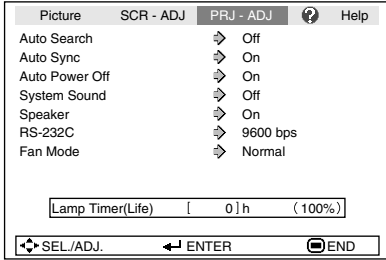 Picture SCR - ADJ PRJ - ADJ ? Help
Auto Search Off
Auto Sync On
Auto Power Off On
System Sound Off
Speaker On
RS-232C 9600 bps
Fan Mode Normal
Lamp Timer(Life) [ 0 ] h (100%)
SEL./ADJ. ENTER END